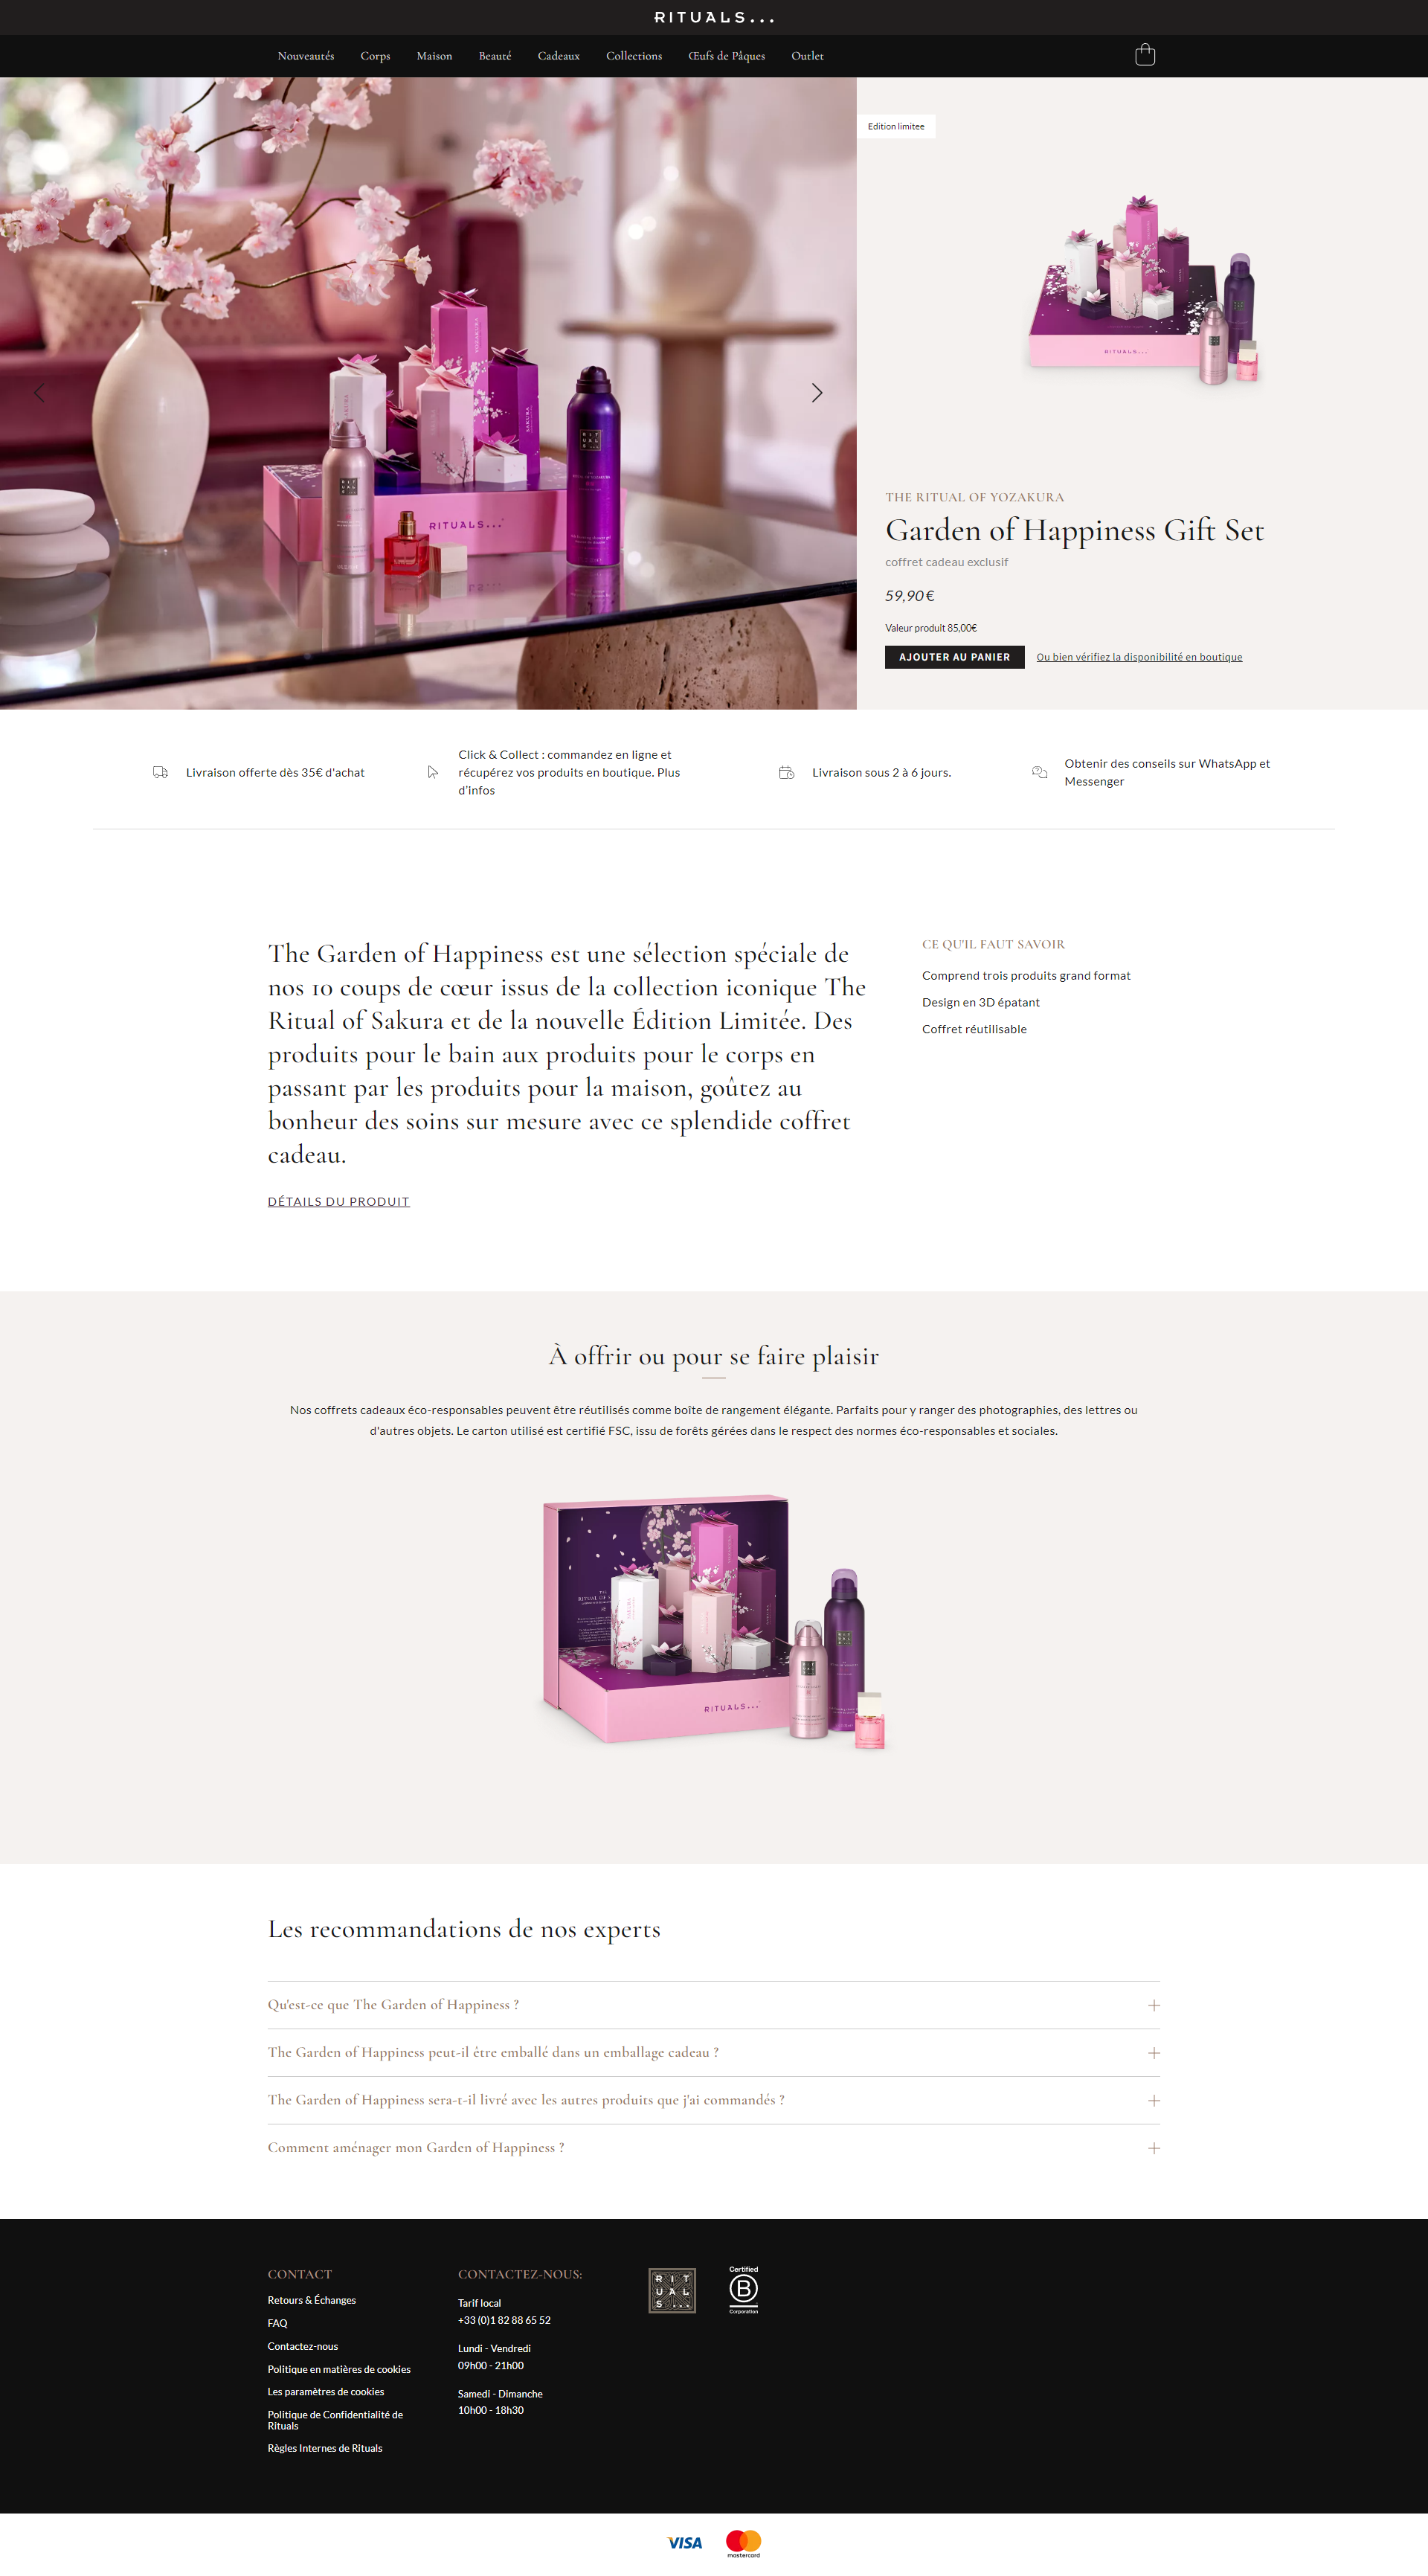 RITUALS...
Nouveautés Corps Maison Beauté Cadeaux Collections Œufs de Pâques Outlet
Edition limitee
RITUALS...
RITUALS...
SAKURA
THE RITUAL OF YOZAKURA
Garden of Happiness Gift Set
coffret cadeau exclusif
59,90 €
Valeur produit 85,00€
AJOUTER AU PANIER
Ou bien vérifiez la disponibilité en boutique
Livraison offerte dès 35€ d'achat
Click & Collect : commandez en ligne et
récupérez vos produits en boutique. Plus
d'infos
Livraison sous 2 à 6 jours.
Obtenir des conseils sur WhatsApp et
Messenger
The Garden of Happiness est une sélection spéciale de
nos 10 coups de cœur issus de la collection iconique The
Ritual of Sakura et de la nouvelle Édition Limitée. Des
produits pour le bain aux produits pour le corps en
passant par les produits pour la maison, goûtez au
bonheur des soins sur mesure avec ce splendide coffret
cadeau.
DÉTAILS DU PRODUIT
CE QU'IL FAUT SAVOIR
Comprend trois produits grand format
Design en 3D épatant
Coffret réutilisable
À offrir ou pour se faire plaisir
Nos coffrets cadeaux éco-responsables peuvent être réutilisés comme boîte de rangement élégante. Parfaits pour y ranger des photographies, des lettres ou
d'autres objets. Le carton utilisé est certifié FSC, issu de forêts gérées dans le respect des normes éco-responsables et sociales.
RITUALS...
Les recommandations de nos experts
Qu'est-ce que The Garden of Happiness ?
The Garden of Happiness peut-il être emballé dans un emballage cadeau ?
The Garden of Happiness sera-t-il livré avec les autres produits que j'ai commandés ?
Comment aménager mon Garden of Happiness ?
CONTACT
Retours & Échanges
FAQ
Contactez-nous
Politique en matières de cookies
Les paramètres de cookies
Politique de Confidentialité de
Rituals
Règles Internes de Rituals
CONTACTEZ-NOUS:
Tarif local
+33 (0)1 82 88 65 52
Lundi - Vendredi
09h00 - 21h00
Samedi - Dimanche
10h00 - 18h30
RIT
UAL
S...
Certified
B
Corporation
VISA
mastercard